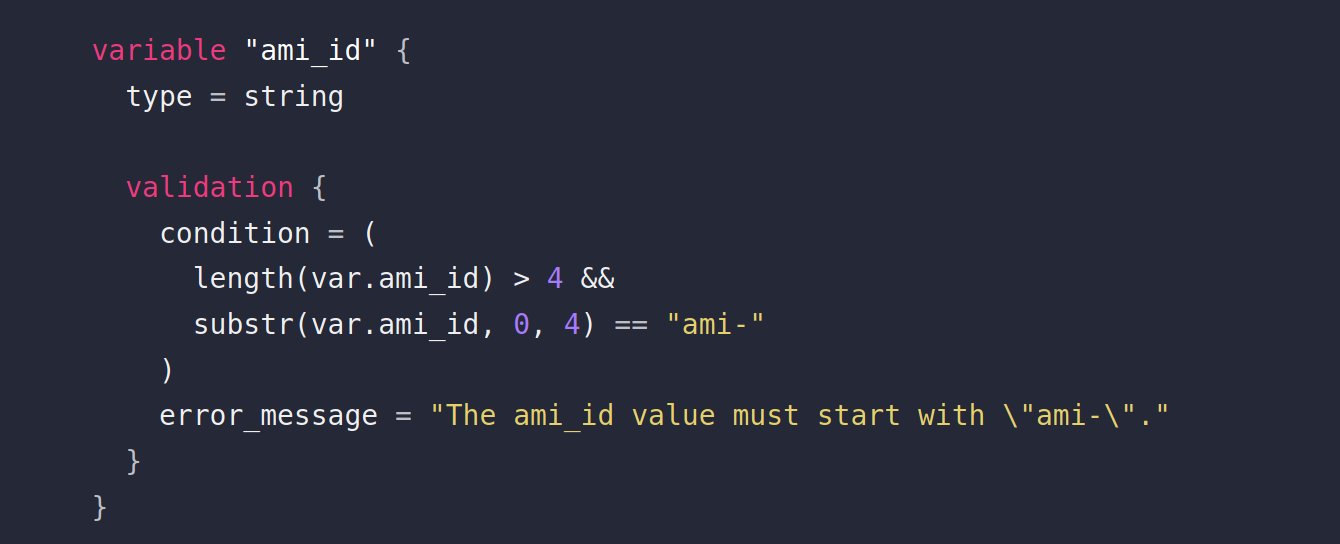 variable "ami_id" {
  type = string

  validation {
    condition = (
      length(var.ami_id) > 4 &&
      substr(var.ami_id, 0, 4) == "ami-"
    )
    error_message = "The ami_id value must start with \"ami-\"."
  }
}